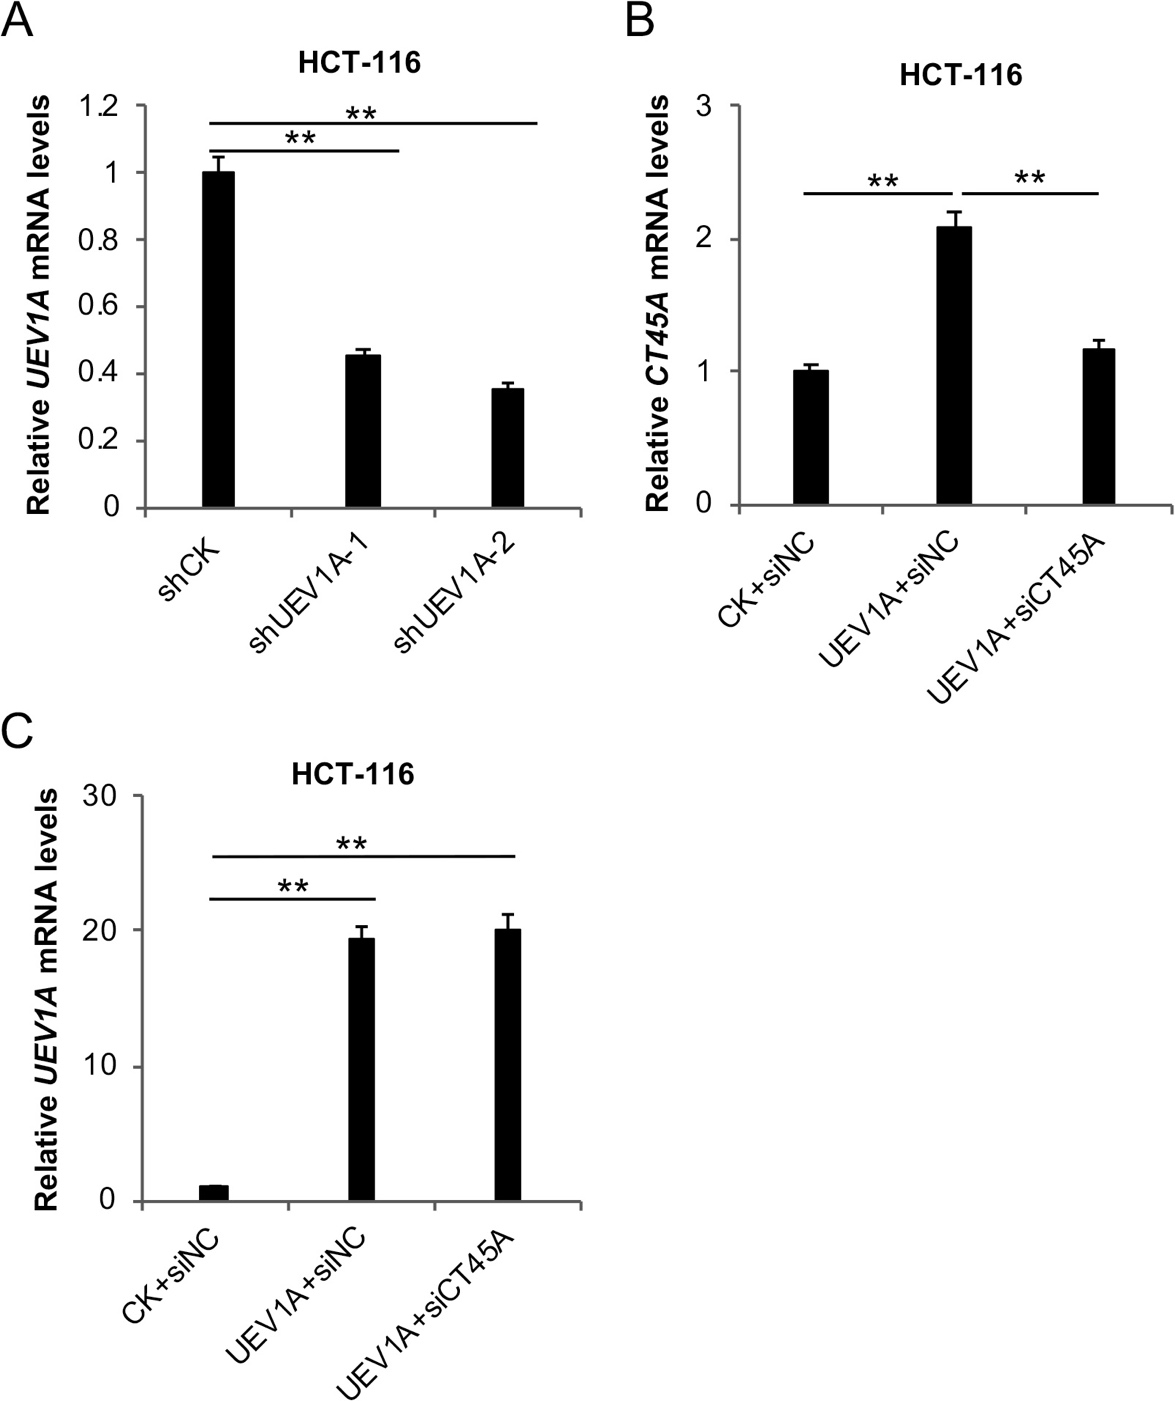 A
HCT-116
Relative UEV1A mRNA levels
1.2
1
0.8
0.6
0.4
0.2
0
**
**
shCK
shUEV1A-1
shUEV1A-2
B
HCT-116
Relative CT45A mRNA levels
3
2
1
0
**
**
CK+siNC
UEV1A+siNC
UEV1A+siCT45A
C
HCT-116
Relative UEV1A mRNA levels
30
20
10
0
**
**
CK+siNC
UEV1A+siNC
UEV1A+siCT45A